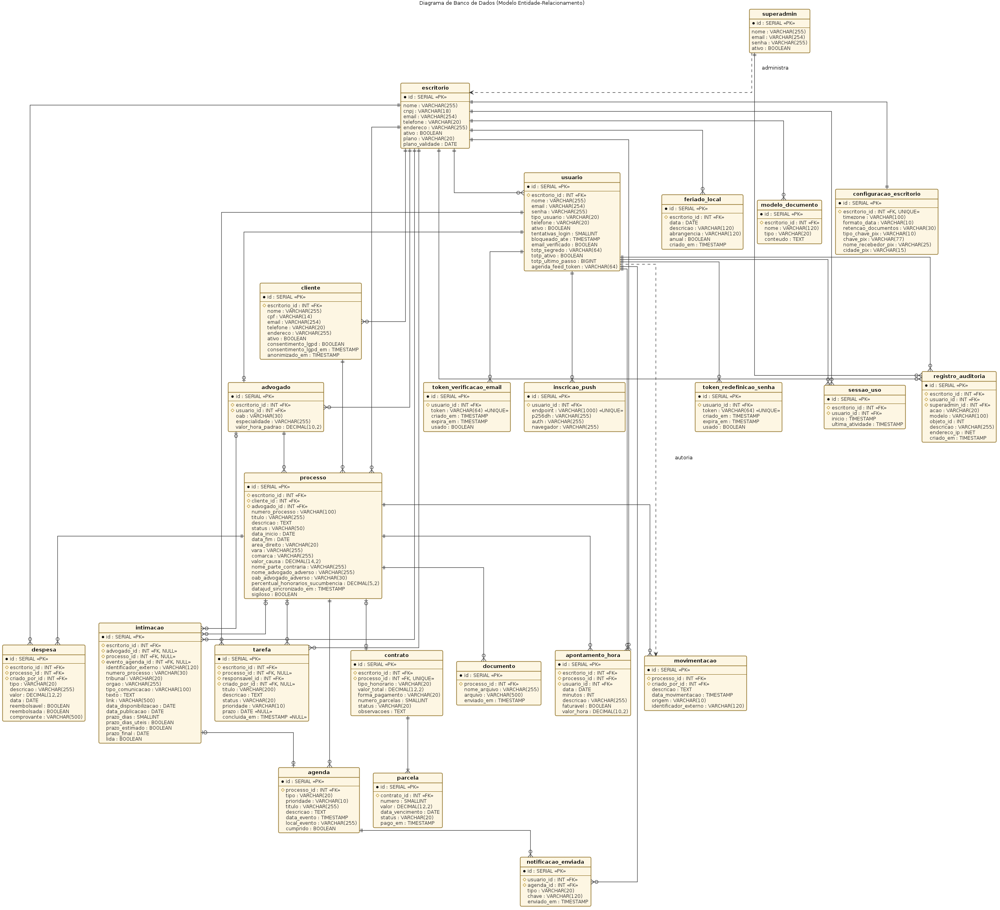 Diagrama de Banco de Dados (Modelo Entidade-Relacionamento)
superadmin
id : SERIAL «PK»
nome : VARCHAR(255)
email : VARCHAR(254)
senha : VARCHAR(255)
ativo : BOOLEAN
administra
escritorio
id : SERIAL «PK»
nome : VARCHAR(255)
cnpj : VARCHAR(18)
email : VARCHAR(254)
telefone : VARCHAR(20)
endereco : VARCHAR(255)
ativo : BOOLEAN
plano : VARCHAR(20)
plano_validade : DATE
usuario
id : SERIAL «PK»
escritorio_id : INT «FK»
nome : VARCHAR(255)
email : VARCHAR(254)
senha : VARCHAR(255)
tipo_usuario : VARCHAR(20)
telefone : VARCHAR(20)
ativo : BOOLEAN
tentativas_login : SMALLINT
bloqueado_ate : TIMESTAMP
email_verificado : BOOLEAN
totp_segredo : VARCHAR(64)
totp_ativo : BOOLEAN
totp_ultimo_passo : BIGINT
agenda_feed_token : VARCHAR(64)
feriado_local
id : SERIAL «PK»
escritorio_id : INT «FK»
data : DATE
descricao : VARCHAR(120)
abrangencia : VARCHAR(120)
anual : BOOLEAN
criado_em : TIMESTAMP
modelo_documento
id : SERIAL «PK»
escritorio_id : INT «FK»
nome : VARCHAR(120)
tipo : VARCHAR(20)
conteudo : TEXT
configuracao_escritorio
id : SERIAL «PK»
escritorio_id : INT «FK, UNIQUE»
timezone : VARCHAR(100)
formato_data : VARCHAR(10)
retencao_documentos : VARCHAR(30)
tipo_chave_pix : VARCHAR(10)
chave_pix : VARCHAR(77)
nome_recebedor_pix : VARCHAR(25)
cidade_pix : VARCHAR(15)
cliente
id : SERIAL «PK»
escritorio_id : INT «FK»
nome : VARCHAR(255)
cpf : VARCHAR(14)
email : VARCHAR(254)
telefone : VARCHAR(20)
endereco : VARCHAR(255)
ativo : BOOLEAN
consentimento_lgpd : BOOLEAN
consentimento_lgpd_em : TIMESTAMP
anonimizado_em : TIMESTAMP
advogado
id : SERIAL «PK»
escritorio_id : INT «FK»
usuario_id : INT «FK»
oab : VARCHAR(30)
especialidade : VARCHAR(255)
valor_hora_padrao : DECIMAL(10,2)
token_verificacao_email
id : SERIAL «PK»
usuario_id : INT «FK»
token : VARCHAR(64) «UNIQUE»
criado_em : TIMESTAMP
expira_em : TIMESTAMP
usado : BOOLEAN
inscricao_push
id : SERIAL «PK»
usuario_id : INT «FK»
endpoint : VARCHAR(1000) «UNIQUE»
p256dh : VARCHAR(255)
auth : VARCHAR(255)
navegador : VARCHAR(255)
token_redefinicao_senha
id : SERIAL «PK»
usuario_id : INT «FK»
token : VARCHAR(64) «UNIQUE»
criado_em : TIMESTAMP
expira_em : TIMESTAMP
usado : BOOLEAN
sessao_uso
id : SERIAL «PK»
escritorio_id : INT «FK»
usuario_id : INT «FK»
inicio : TIMESTAMP
ultima_atividade : TIMESTAMP
registro_auditoria
id : SERIAL «PK»
escritorio_id : INT «FK»
usuario_id : INT «FK»
superadmin_id : INT «FK»
acao : VARCHAR(20)
modelo : VARCHAR(100)
objeto_id : INT
descricao : VARCHAR(255)
endereco_ip : INET
criado_em : TIMESTAMP
autoria
processo
id : SERIAL «PK»
escritorio_id : INT «FK»
cliente_id : INT «FK»
advogado_id : INT «FK»
numero_processo : VARCHAR(100)
titulo : VARCHAR(255)
descricao : TEXT
status : VARCHAR(50)
data_inicio : DATE
data_fim : DATE
area_direito : VARCHAR(20)
vara : VARCHAR(255)
comarca : VARCHAR(255)
valor_causa : DECIMAL(14,2)
nome_parte_contraria : VARCHAR(255)
nome_advogado_adverso : VARCHAR(255)
oab_advogado_adverso : VARCHAR(30)
percentual_honorarios_sucumbencia : DECIMAL(5,2)
datajud_sincronizado_em : TIMESTAMP
sigiloso : BOOLEAN
despesa
id : SERIAL «PK»
escritorio_id : INT «FK»
processo_id : INT «FK»
criado_por_id : INT «FK»
tipo : VARCHAR(20)
descricao : VARCHAR(255)
valor : DECIMAL(12,2)
data : DATE
reembolsavel : BOOLEAN
reembolsada : BOOLEAN
comprovante : VARCHAR(500)
intimacao
id : SERIAL «PK»
escritorio_id : INT «FK»
advogado_id : INT «FK, NULL»
processo_id : INT «FK, NULL»
evento_agenda_id : INT «FK, NULL»
identificador_externo : VARCHAR(120)
numero_processo : VARCHAR(30)
tribunal : VARCHAR(20)
orgao : VARCHAR(255)
tipo_comunicacao : VARCHAR(100)
texto : TEXT
link : VARCHAR(500)
data_disponibilizacao : DATE
data_publicacao : DATE
prazo_dias : SMALLINT
prazo_dias_uteis : BOOLEAN
prazo_estimado : BOOLEAN
prazo_final : DATE
lida : BOOLEAN
tarefa
id : SERIAL «PK»
escritorio_id : INT «FK»
processo_id : INT «FK, NULL»
responsavel_id : INT «FK»
criado_por_id : INT «FK, NULL»
titulo : VARCHAR(200)
descricao : TEXT
status : VARCHAR(20)
prioridade : VARCHAR(10)
prazo : DATE «NULL»
concluida_em : TIMESTAMP «NULL»
contrato
id : SERIAL «PK»
escritorio_id : INT «FK»
processo_id : INT «FK, UNIQUE»
tipo_honorario : VARCHAR(20)
valor_total : DECIMAL(12,2)
forma_pagamento : VARCHAR(20)
numero_parcelas : SMALLINT
status : VARCHAR(20)
observacoes : TEXT
documento
id : SERIAL «PK»
processo_id : INT «FK»
nome_arquivo : VARCHAR(255)
arquivo : VARCHAR(500)
enviado_em : TIMESTAMP
apontamento_hora
id : SERIAL «PK»
escritorio_id : INT «FK»
processo_id : INT «FK»
usuario_id : INT «FK»
data : DATE
minutos : INT
descricao : VARCHAR(255)
faturavel : BOOLEAN
valor_hora : DECIMAL(10,2)
movimentacao
id : SERIAL «PK»
processo_id : INT «FK»
criado_por_id : INT «FK»
descricao : TEXT
data_movimentacao : TIMESTAMP
origem : VARCHAR(10)
identificador_externo : VARCHAR(120)
agenda
id : SERIAL «PK»
processo_id : INT «FK»
tipo : VARCHAR(20)
prioridade : VARCHAR(10)
titulo : VARCHAR(255)
descricao : TEXT
data_evento : TIMESTAMP
local_evento : VARCHAR(255)
cumprido : BOOLEAN
parcela
id : SERIAL «PK»
contrato_id : INT «FK»
numero : SMALLINT
valor : DECIMAL(12,2)
data_vencimento : DATE
status : VARCHAR(20)
pago_em : TIMESTAMP
notificacao_enviada
id : SERIAL «PK»
usuario_id : INT «FK»
agenda_id : INT «FK»
tipo : VARCHAR(20)
chave : VARCHAR(120)
enviado_em : TIMESTAMP